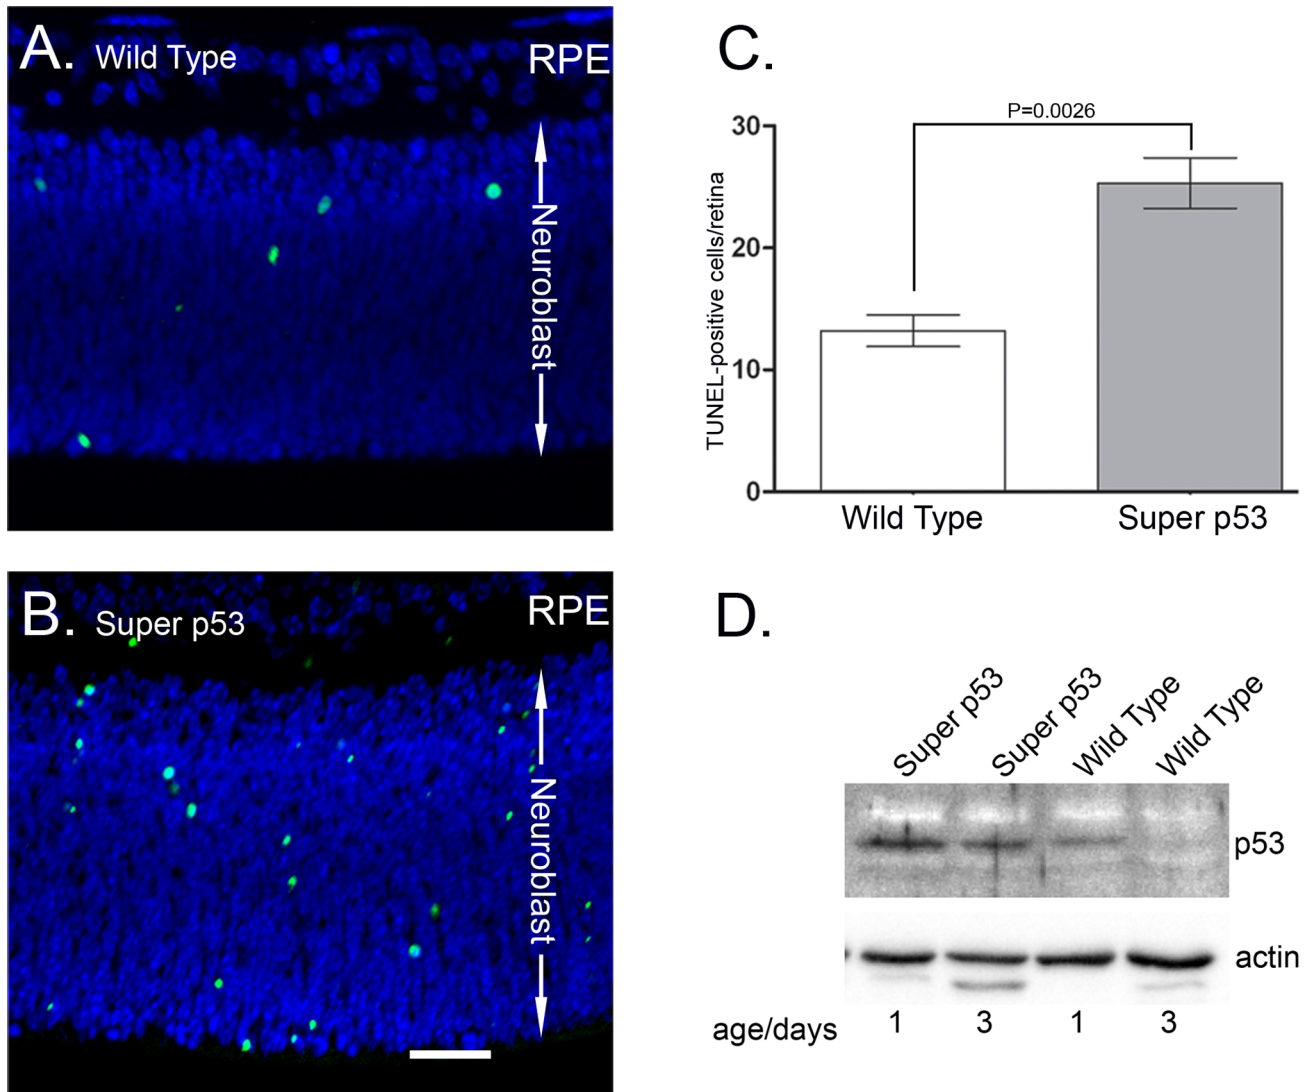 A. Wild Type
RPE
Neuroblast
B. Super p53
RPE
Neuroblast
C.
P=0.0026
TUNEL-positive cells/retina
30
20
10
0
Wild Type
Super p53
D.
Super p53
Super p53
Wild Type
Wild Type
p53
actin
age/days 1 3 1 3